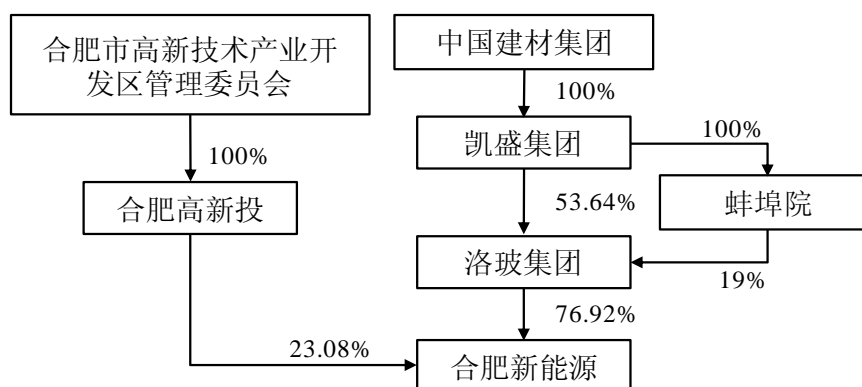 合肥市高新技术产业开
发区管理委员会
中国建材集团
100%
凯盛集团
100%
100%
合肥高新投
53.64%
蚌埠院
洛玻集团
19%
76.92%
23.08%
合肥新能源